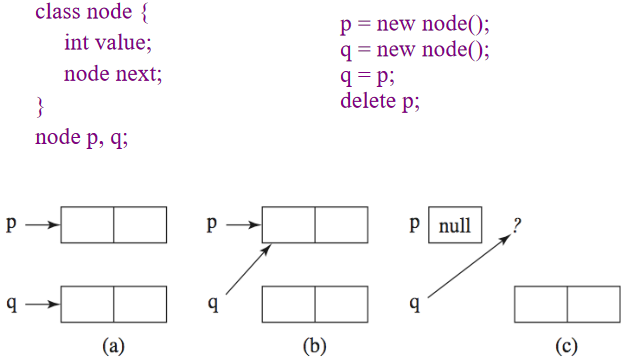 class node {
int value;
node next;
}
node p, q;
p = new node();
q = new node();
q = p;
delete p;
p
q
(a)
p
q
(b)
p null ?
q
(c)